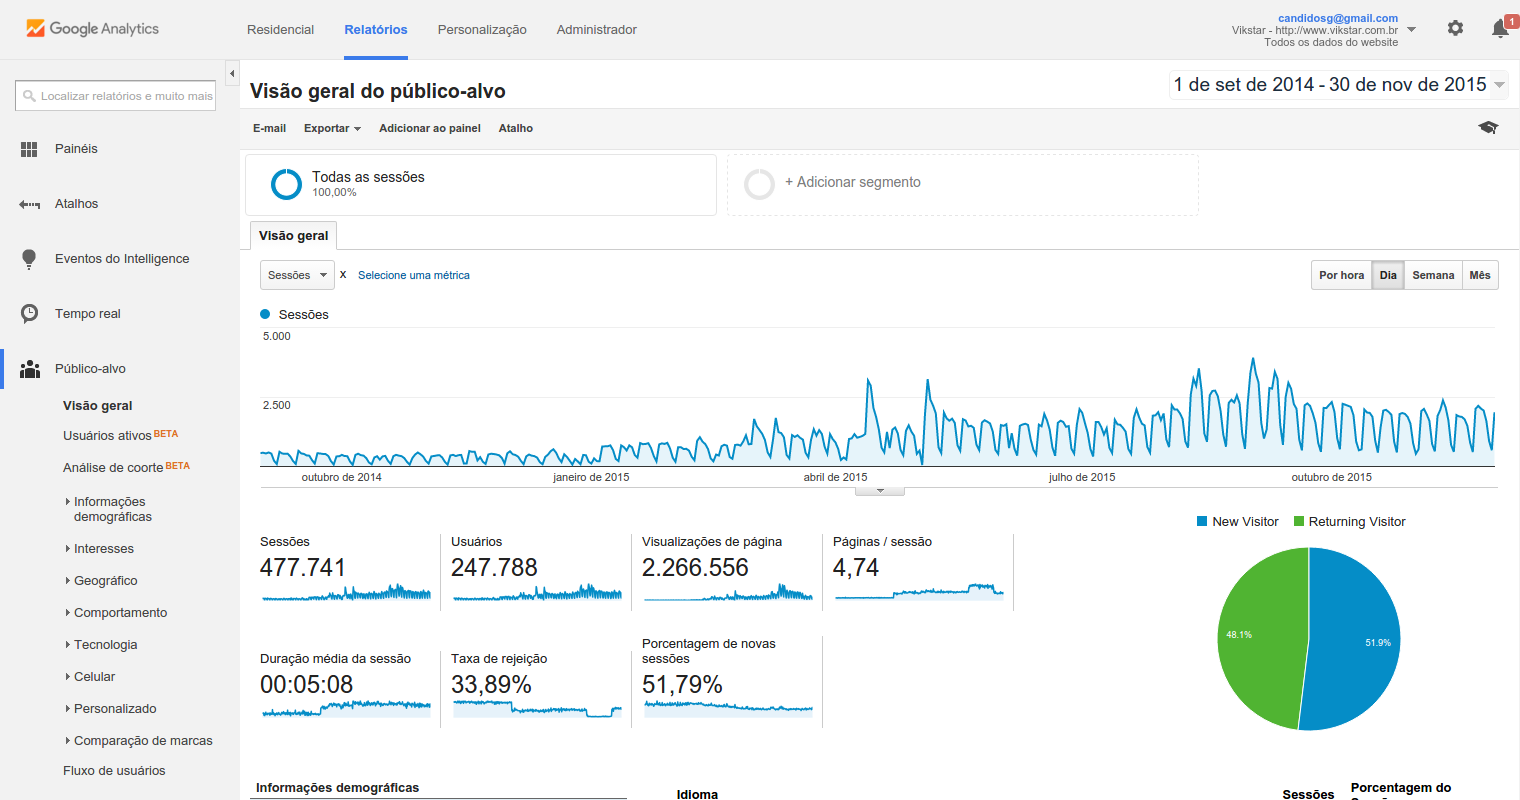 Google Analytics
Residencial
Relatórios
Personalização
Administrador
candidosg@gmail.com
Vikstar - http://www.vikstar.com.br
Todos os dados do website
1
Localizar relatórios e muito mais
Painéis
Atalhos
Eventos do Intelligence
Tempo real
Público-alvo
Visão geral
Usuários ativos BETA
Análise de coorte BETA
Informações
demográficas
Interesses
Geográfico
Comportamento
Tecnologia
Celular
Personalizado
Comparação de marcas
Fluxo de usuários
Visão geral do público-alvo
1 de set de 2014 - 30 de nov de 2015
E-mail
Exportar
Adicionar ao painel
Atalho
Todas as sessões
100,00%
+ Adicionar segmento
Visão geral
Sessões
x
Selecione uma métrica
Por hora
Dia
Semana
Mês
Sessões
5.000
2.500
outubro de 2014
janeiro de 2015
abril de 2015
julho de 2015
outubro de 2015
Sessões
477.741
Usuários
247.788
Visualizações de página
2.266.556
Páginas / sessão
4,74
Duração média da sessão
00:05:08
Taxa de rejeição
33,89%
Porcentagem de novas
sessões
51,79%
New Visitor
Returning Visitor
48.1%
51.9%
Informações demográficas
Idioma
Sessões
Porcentagem do